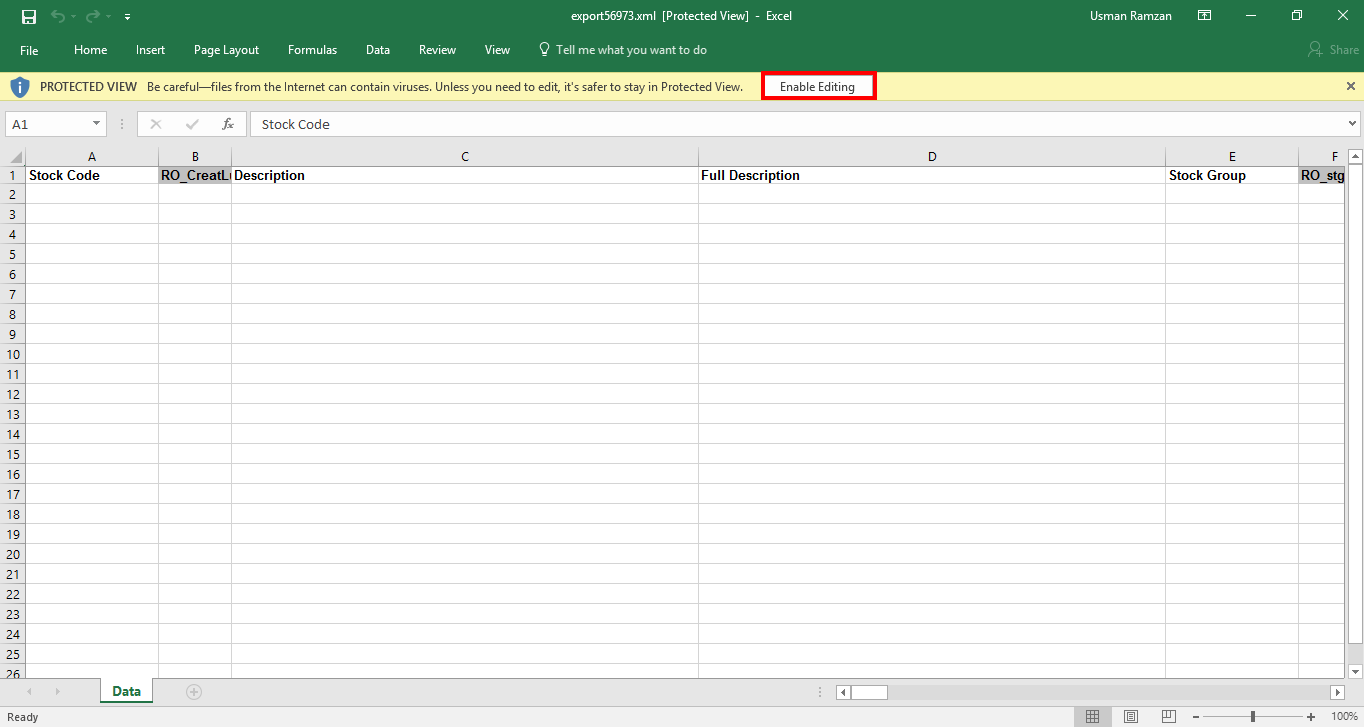 export56973.xml [Protected View] - Excel
Usman Ramzan
File Home Insert Page Layout Formulas Data Review View Tell me what you want to do Share
PROTECTED VIEW Be careful—files from the Internet can contain viruses. Unless you need to edit, it's safer to stay in Protected View. Enable Editing
A1 fx Stock Code
A B C D E F
1 Stock Code RO_CreatL Description Full Description Stock Group RO_stg
2
3
4
5
6
7
8
9
10
11
12
13
14
15
16
17
18
19
20
21
22
23
24
25
26
Data
Ready 100%